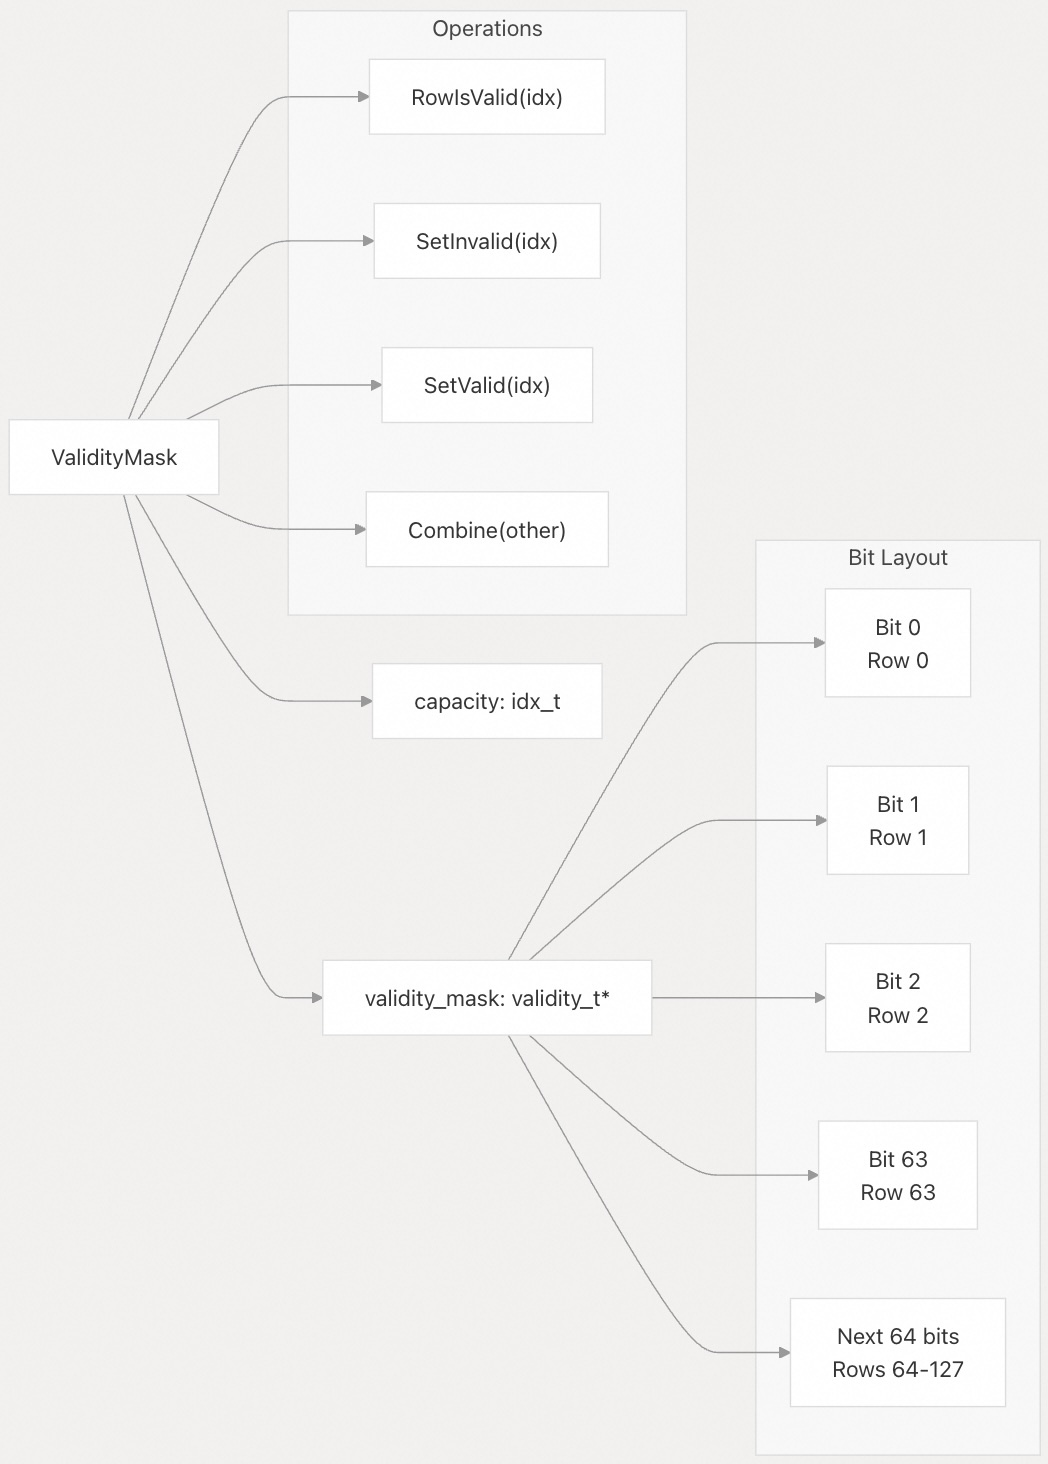 Operations
RowIsValid(idx)
SetInvalid(idx)
SetValid(idx)
ValidityMask
Combine(other)
capacity: idx_t
validity_mask: validity_t*
Bit Layout
Bit 0
Row 0
Bit 1
Row 1
Bit 2
Row 2
Bit 63
Row 63
Next 64 bits
Rows 64-127